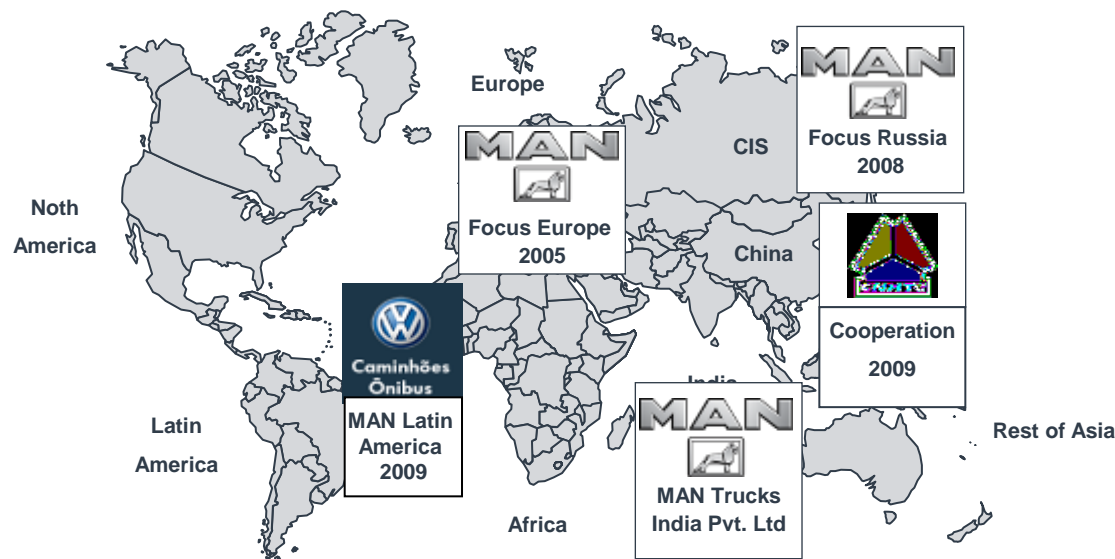 Europe
MAN
Focus Russia
2008
CIS
MAN
Focus Europe
2005
Noth
America
China
Cooperation
2009
Caminhões
Ônibus
MAN Latin
America
2009
India
MAN
MAN Trucks
India Pvt. Ltd
Latin
America
Rest of Asia
Africa